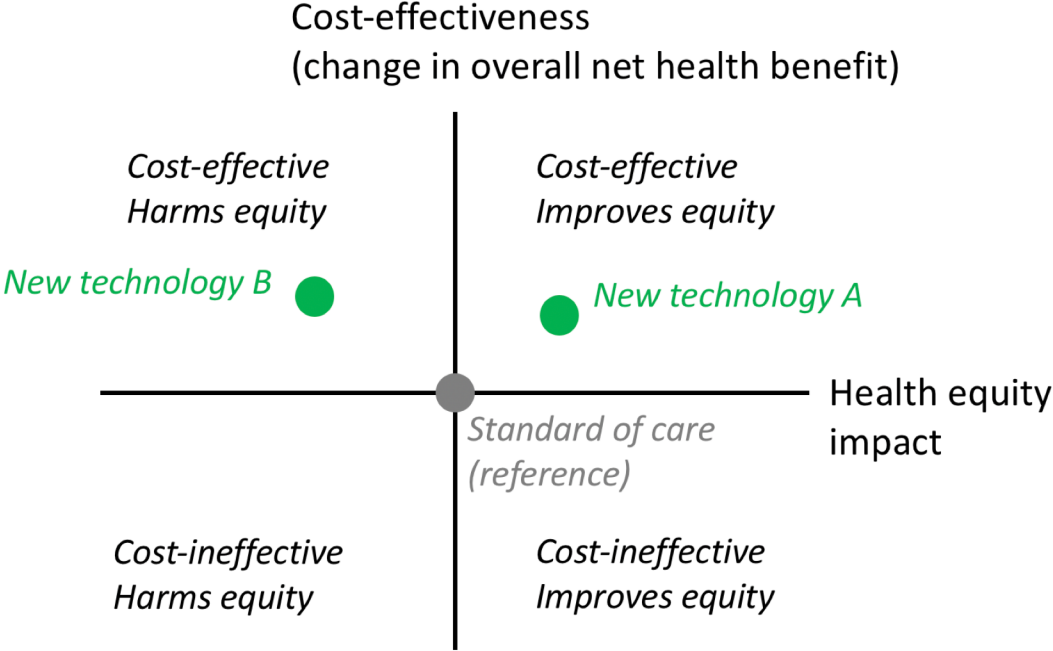 Cost-effectiveness
(change in overall net health benefit)
Cost-effective
Harms equity
Cost-effective
Improves equity
New technology B
New technology A
Health equity
impact
Standard of care
(reference)
Cost-ineffective
Harms equity
Cost-ineffective
Improves equity